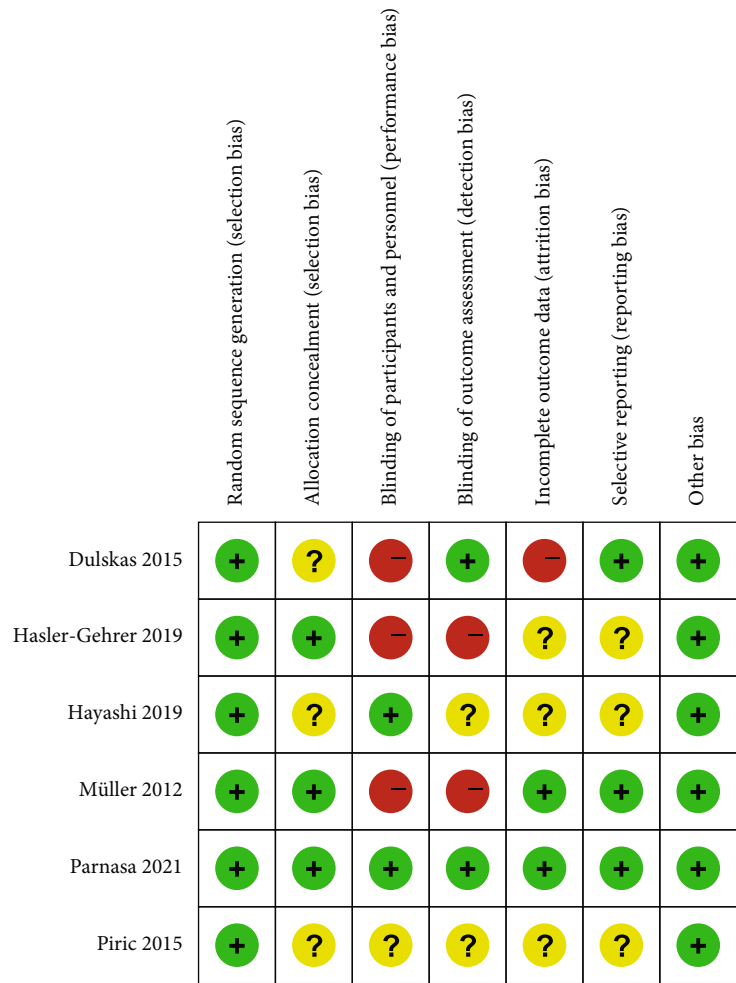 Random sequence generation (selection bias)
Allocation concealment (selection bias)
Blinding of participants and personnel (performance bias)
Blinding of outcome assessment (detection bias)
Incomplete outcome data (attrition bias)
Selective reporting (reporting bias)
Other bias
Dulskas 2015 + ? – + – + +
Hasler-Gehrer 2019 + + – – ? ? +
Hayashi 2019 + ? + ? ? ? +
Müller 2012 + + – – + + +
Parnasa 2021 + + + + + + +
Piric 2015 + ? ? ? ? ? +